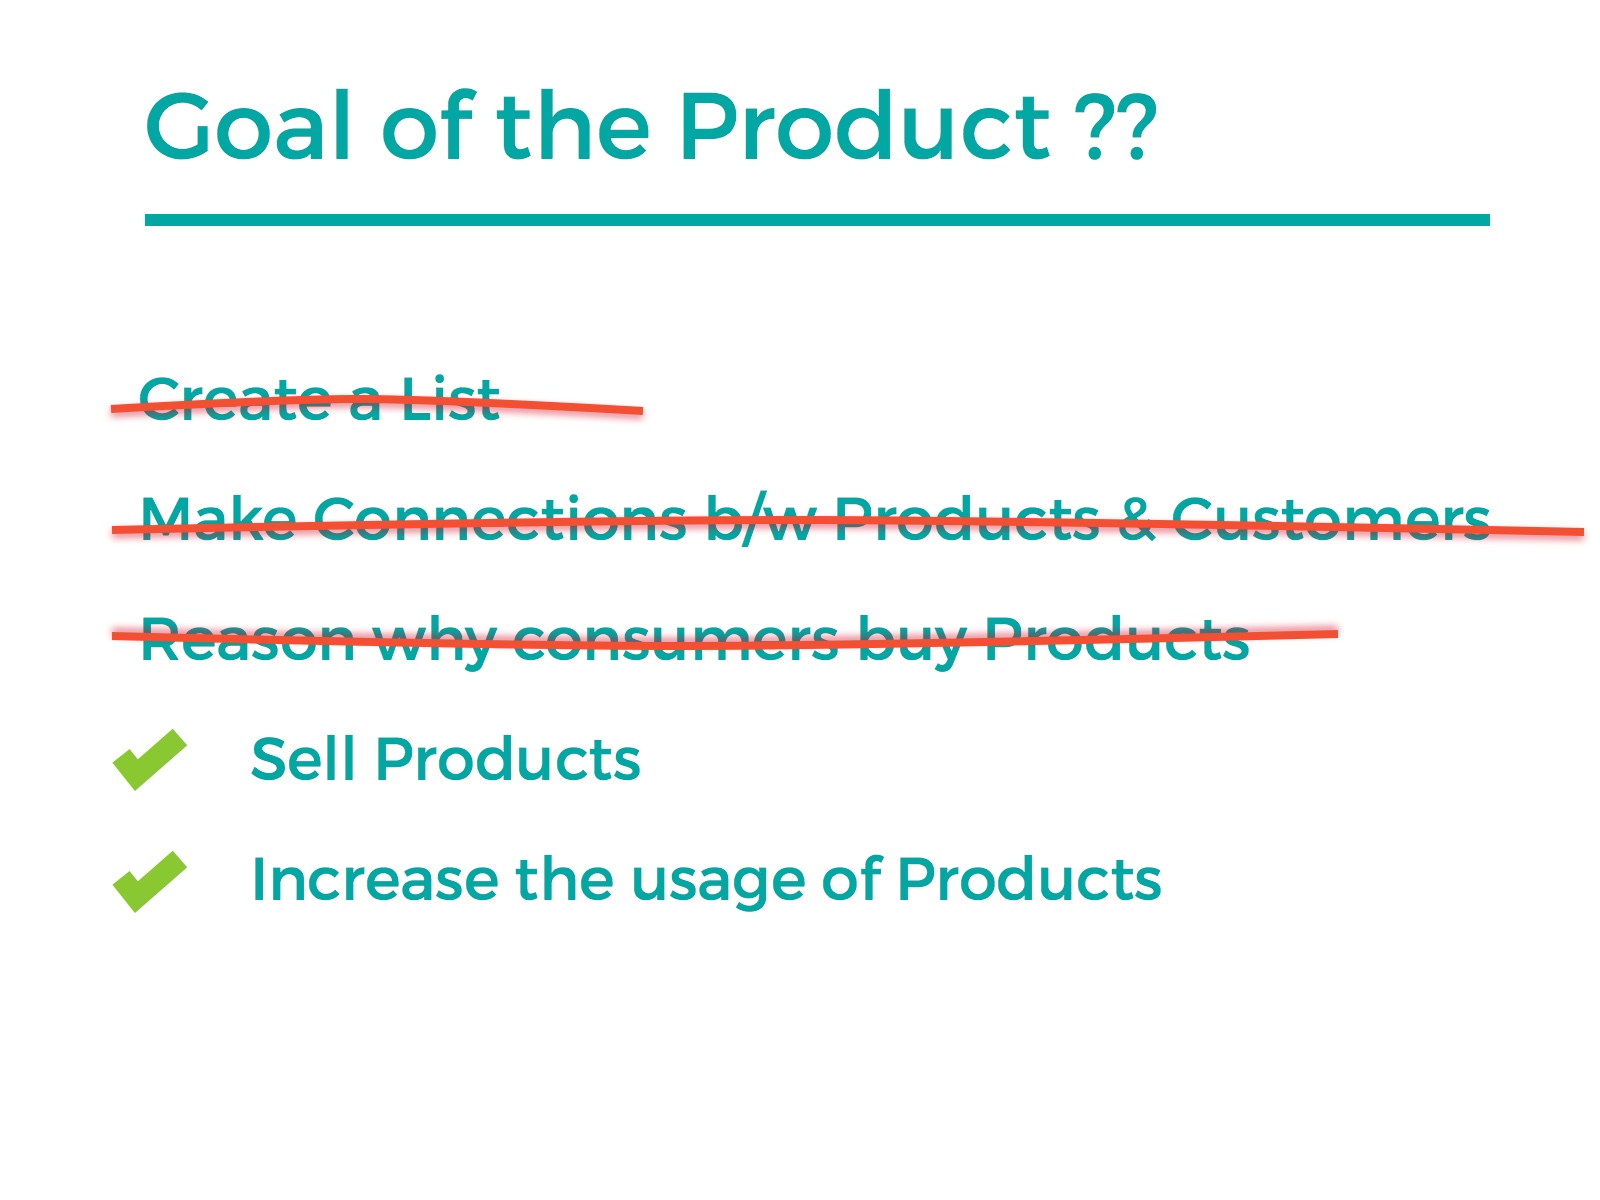 Goal of the Product ??
Create a List
Make Connections b/w Products & Customers
Reason why consumers buy Products
Sell Products
Increase the usage of Products